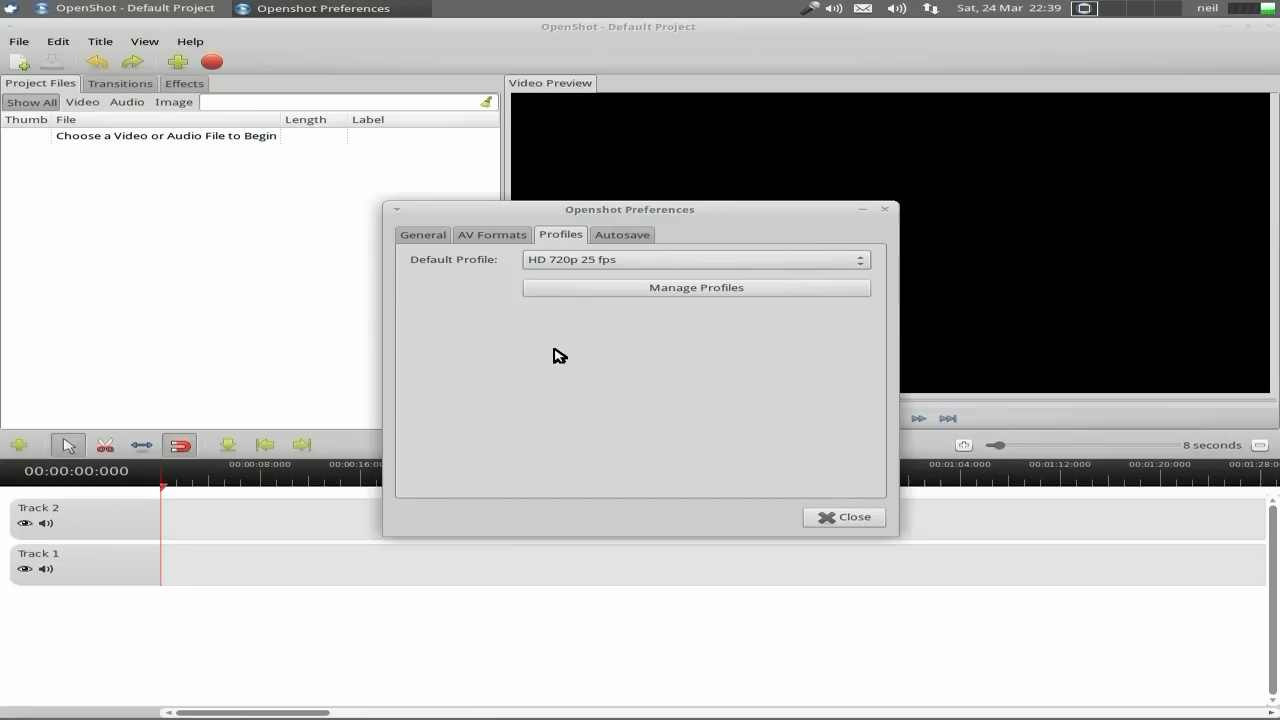 OpenShot - Default Project
Openshot Preferences
Sat, 24 Mar 22:39
neil
OpenShot - Default Project
File Edit Title View Help
Project Files Transitions Effects
Video Preview
Show All Video Audio Image
Thumb File Length Label
Choose a Video or Audio File to Begin
Openshot Preferences
General AV Formats Profiles Autosave
Default Profile: HD 720p 25 fps
Manage Profiles
Close
8 seconds
00:00:00:000
00:00:08:000
00:00:16:00
00:01:04:000
00:01:12:000
00:01:20:000
00:01:28:0
Track 2
Track 1